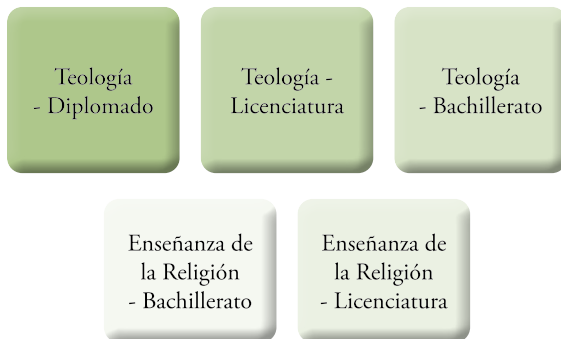 Teología
- Diplomado
Teología -
Licenciatura
Teología
- Bachillerato
Enseñanza de
la Religión
- Bachillerato
Enseñanza de
la Religión
- Licenciatura